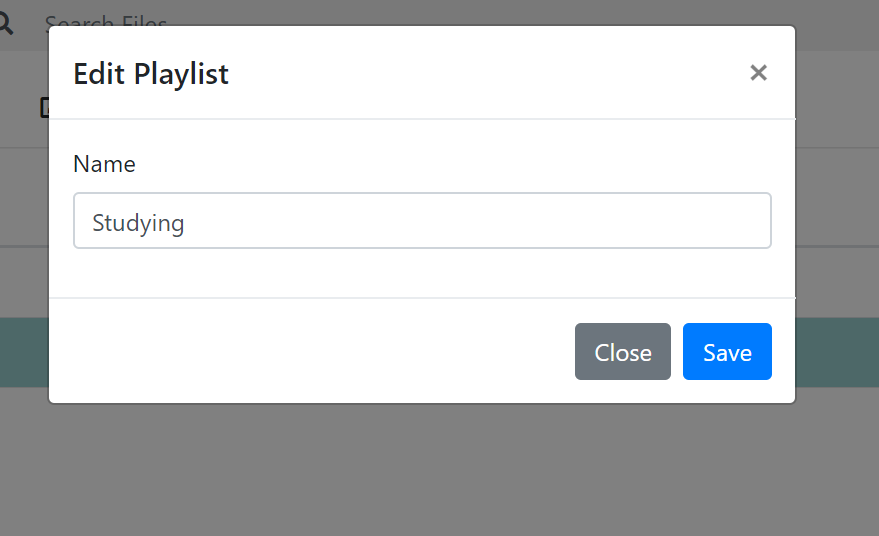 Search Files
Edit Playlist
×
Name
Studying
Close Save